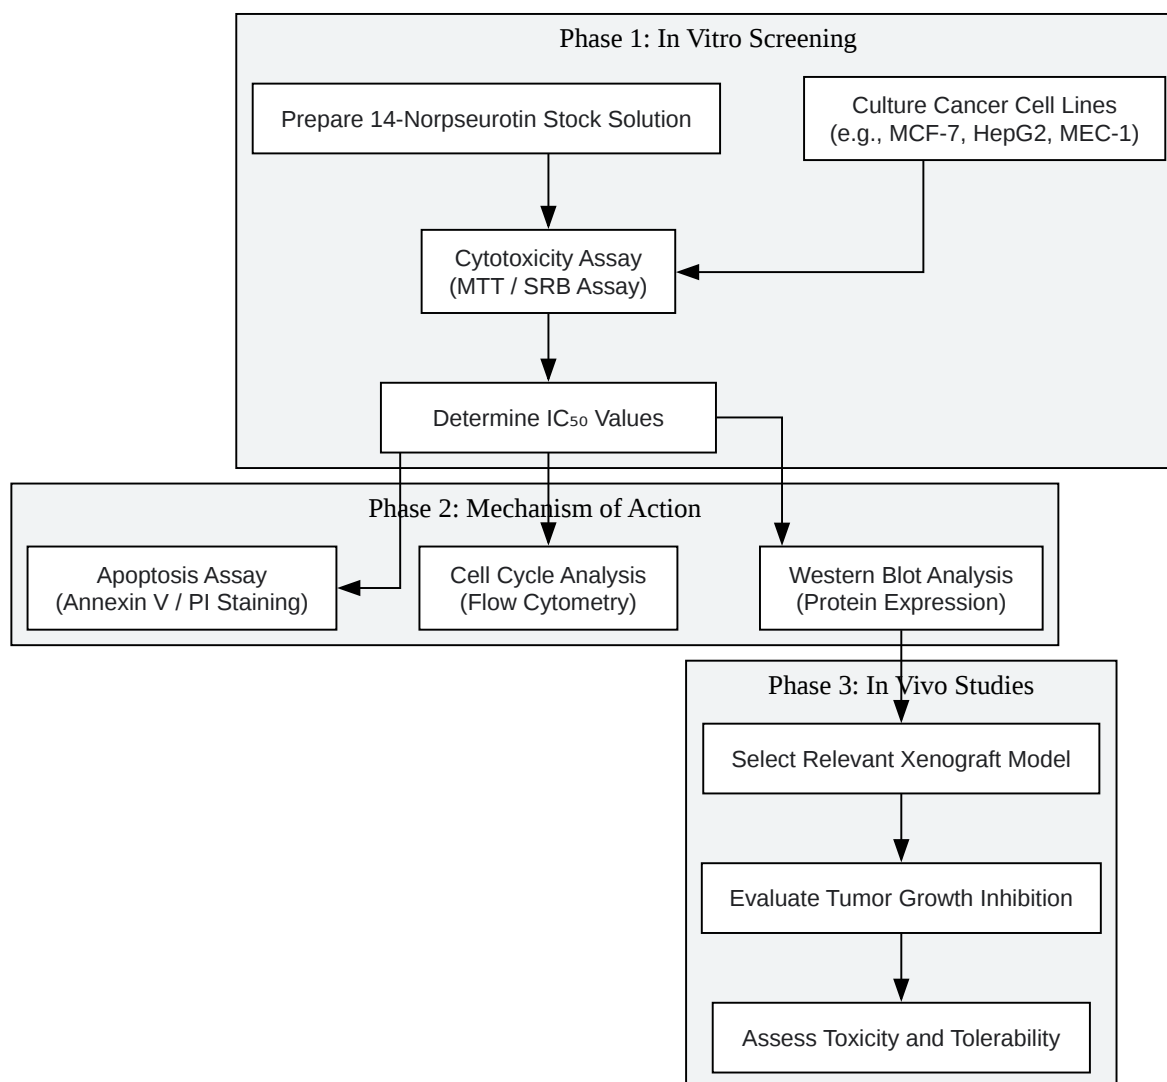 Phase 1: In Vitro Screening
Prepare 14-Norpseurotin Stock Solution
Culture Cancer Cell Lines
(e.g., MCF-7, HepG2, MEC-1)
Cytotoxicity Assay
(MTT / SRB Assay)
Determine IC₅₀ Values
Phase 2: Mechanism of Action
Apoptosis Assay
(Annexin V / PI Staining)
Cell Cycle Analysis
(Flow Cytometry)
Western Blot Analysis
(Protein Expression)
Phase 3: In Vivo Studies
Select Relevant Xenograft Model
Evaluate Tumor Growth Inhibition
Assess Toxicity and Tolerability